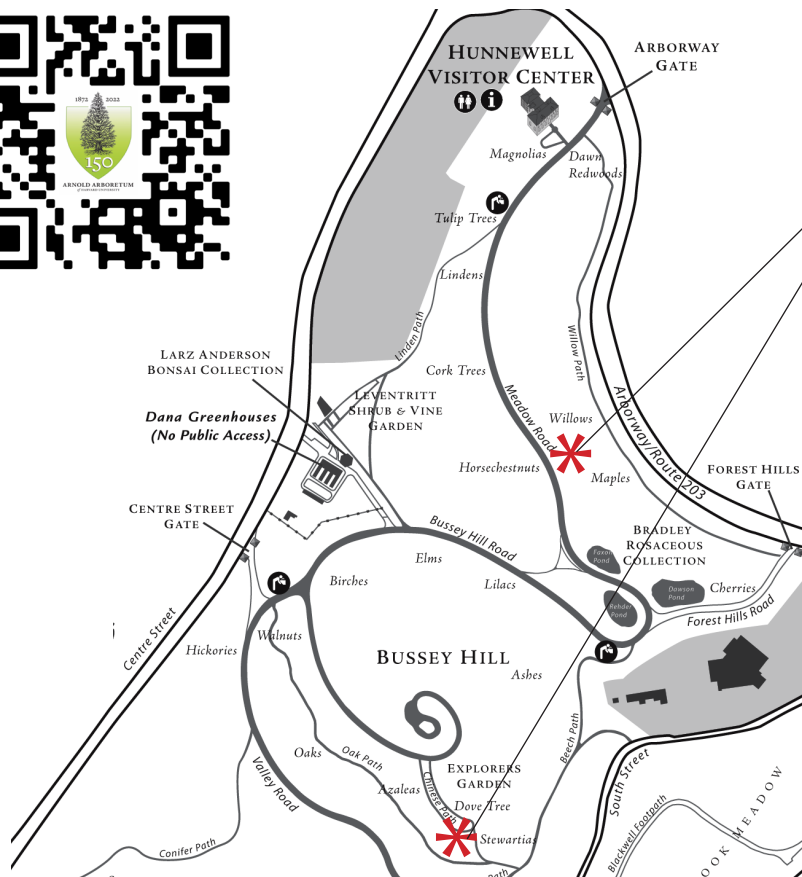 1872 2022
150
ARNOLD ARBORETUM
HUNNEWELL
VISITOR CENTER
i
ARBORWAY
GATE
Magnolias
Dawn
Redwoods
Tulip Trees
Lindens
Linden Path
Willow Path
LARZ ANDERSON
BONSAI COLLECTION
Cork Trees
LEVENTRITT
SHRUB & VINE
GARDEN
Dana Greenhouses
(No Public Access)
Meadow Road
Willows
Arborway/Route 203
Horsechestnuts
Maples
FOREST HILLS
GATE
CENTRE STREET
GATE
Bussey Hill Road
BRADLEY
ROSACEOUS
COLLECTION
Faxon
Pond
Elms
Birches
Lilacs
Dawson
Pond
Cherries
Rehder
Pond
Forest Hills Road
Centre Street
Walnuts
Hickories
BUSSEY HILL
Ashes
Beech Path
Oaks
Oak Path
Valley Road
EXPLORERS
GARDEN
Azaleas
Chinese Path
Dove Tree
Stewartias
South Street
Blackwell Footpath
OOK MEADOW
Conifer Path
Path